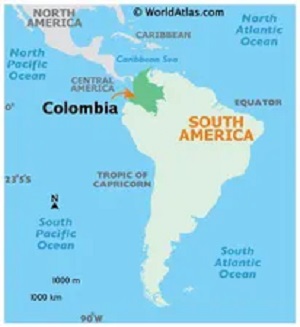 © WorldAtlas.com
NORTH
AMERICA
North
Atlantic
Ocean
CARIBBEAN
North
Pacific
Ocean
Caribbean Sea
CENTRAL
AMERICA
EQUATOR
0°
Colombia
SOUTH
AMERICA
TROPIC OF
CAPRICORN
23°5'S
N
South
Pacific
Ocean
South
Atlantic
Ocean
1000 m
1000 km
90°W